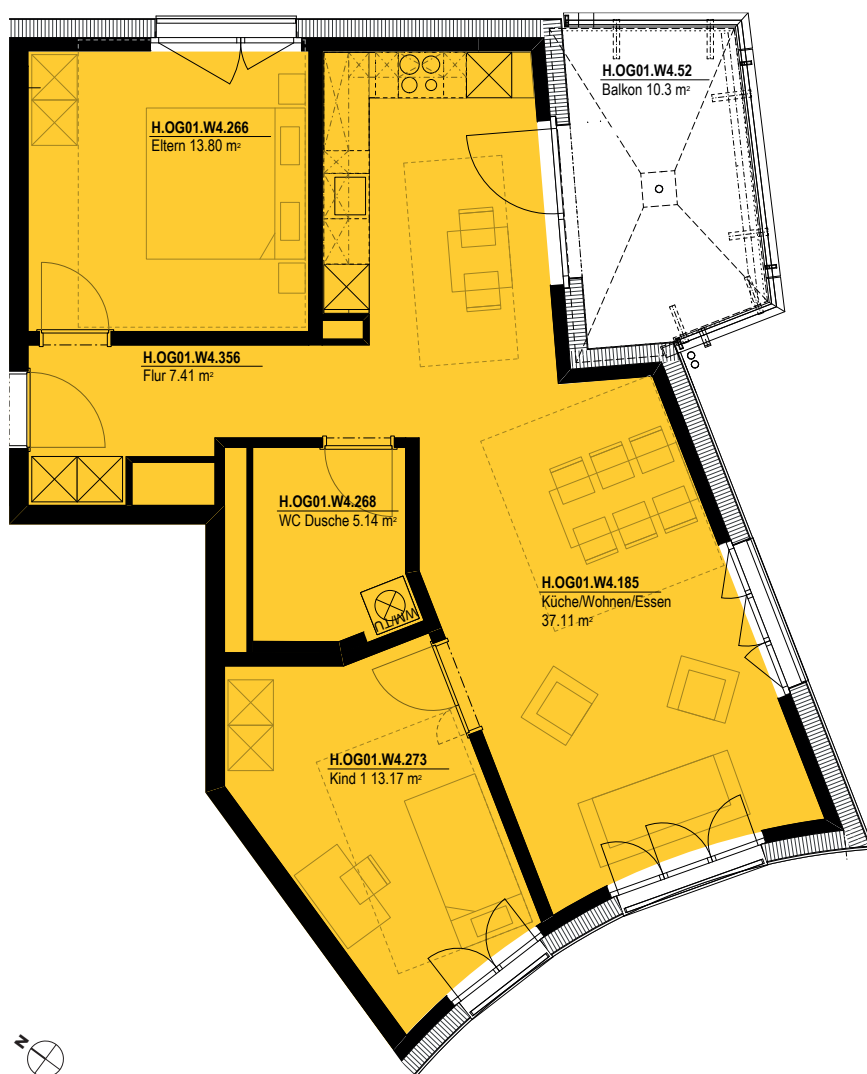 H.OG01.W4.52
Balkon 10.3 m²
H.OG01.W4.266
Eltern 13.80 m²
H.OG01.W4.356
Flur 7.41 m²
H.OG01.W4.268
WC Dusche 5.14 m²
WM/TU
H.OG01.W4.185
Küche/Wohnen/Essen
37.11 m²
H.OG01.W4.273
Kind 1 13.17 m²
N